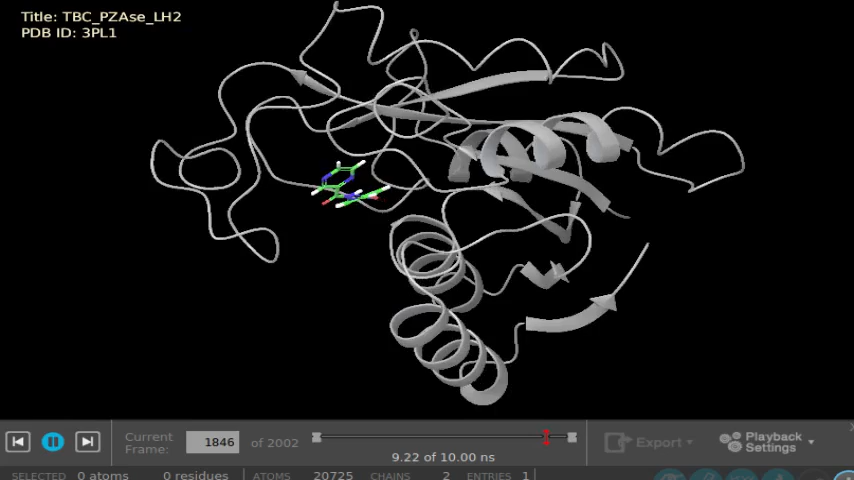 Title: TBC_PZAse_LH2
PDB ID: 3PL1
Current
Frame: 1846 of 2002
9.22 of 10.00 ns
Export
Playback
Settings
SELECTED 0 atoms 0 residues ATOMS 20725 CHAINS 2 ENTRIES 1